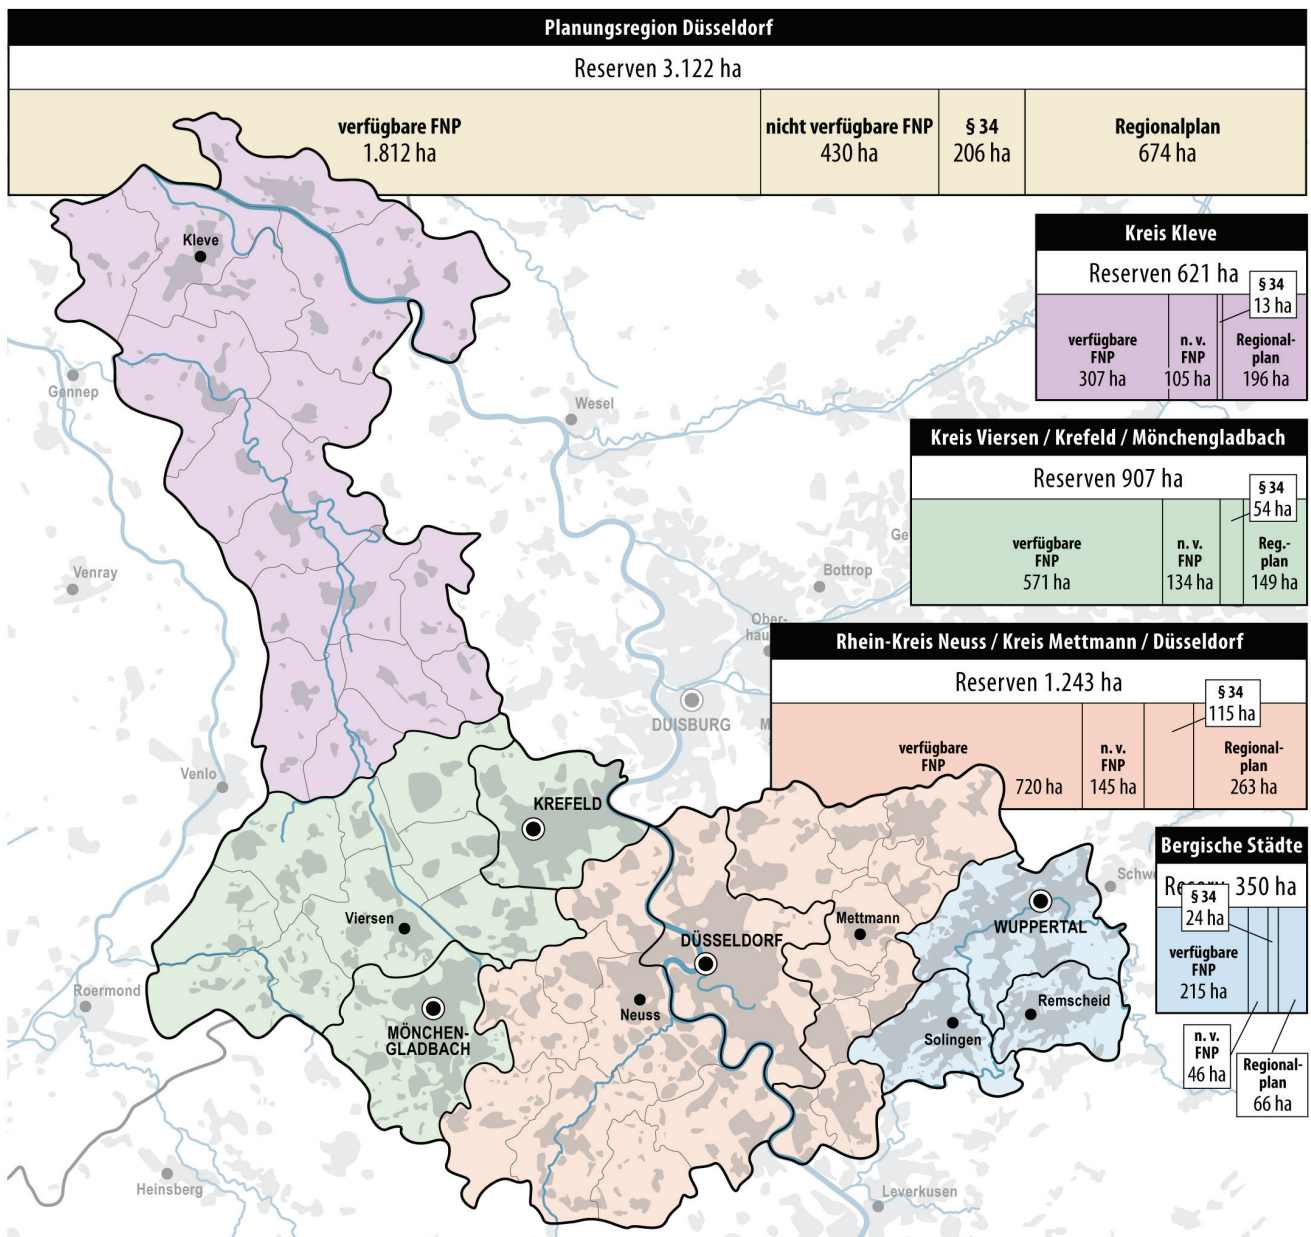 Planungsregion Düsseldorf
Reserven 3.122 ha
verfügbare FNP
1.812 ha
nicht verfügbare FNP
430 ha
§ 34
206 ha
Regionalplan
674 ha
Kreis Kleve
Reserven 621 ha
§ 34
13 ha
verfügbare
FNP
307 ha
n. v.
FNP
105 ha
Regional-
plan
196 ha
Kreis Viersen / Krefeld / Mönchengladbach
Reserven 907 ha
§ 34
54 ha
verfügbare
FNP
571 ha
n. v.
FNP
134 ha
Reg.-
plan
149 ha
Rhein-Kreis Neuss / Kreis Mettmann / Düsseldorf
Reserven 1.243 ha
§ 34
115 ha
verfügbare
FNP
720 ha
n. v.
FNP
145 ha
Regional-
plan
263 ha
Bergische Städte
Reserv 350 ha
§ 34
24 ha
verfügbare
FNP
215 ha
n. v.
FNP
46 ha
Regional-
plan
66 ha
Kleve
Gennep
Wesel
Venray
Ge
Bottrop
Ober-
hau
DUISBURG
M
Venlo
KREFELD
Viersen
Mettmann
Schw
WUPPERTAL
DÜSSELDORF
Roermond
Neuss
Remscheid
MÖNCHEN-
GLADBACH
Solingen
Heinsberg
Leverkusen